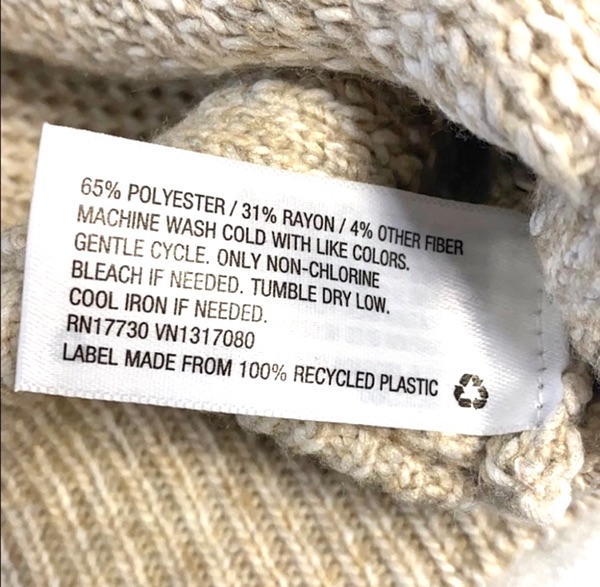 65% POLYESTER / 31% RAYON / 4% OTHER FIBER
MACHINE WASH COLD WITH LIKE COLORS.
GENTLE CYCLE. ONLY NON-CHLORINE
BLEACH IF NEEDED. TUMBLE DRY LOW.
COOL IRON IF NEEDED.
RN17730 VN1317080
LABEL MADE FROM 100% RECYCLED PLASTIC